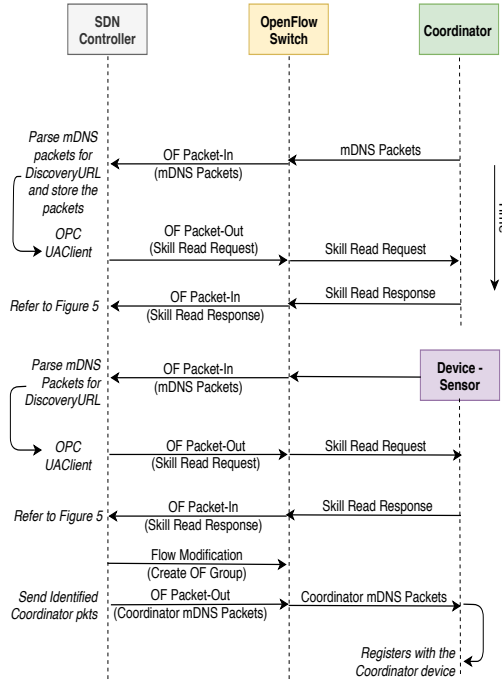 SDN
Controller
OpenFlow
Switch
Coordinator
Parse mDNS
packets for
DiscoveryURL
and store the
packets
OF Packet-In
(mDNS Packets)
mDNS Packets
OPC
UAClient
OF Packet-Out
(Skill Read Request)
Skill Read Request
Refer to Figure 5
OF Packet-In
(Skill Read Response)
Skill Read Response
Parse mDNS
Packets for
DiscoveryURL
OF Packet-In
(mDNS Packets)
Device -
Sensor
OPC
UAClient
OF Packet-Out
(Skill Read Request)
Skill Read Request
Refer to Figure 5
OF Packet-In
(Skill Read Response)
Skill Read Response
Flow Modification
(Create OF Group)
Send Identified
Coordinator pkts
OF Packet-Out
(Coordinator mDNS Packets)
Coordinator mDNS Packets
Registers with the
Coordinator device